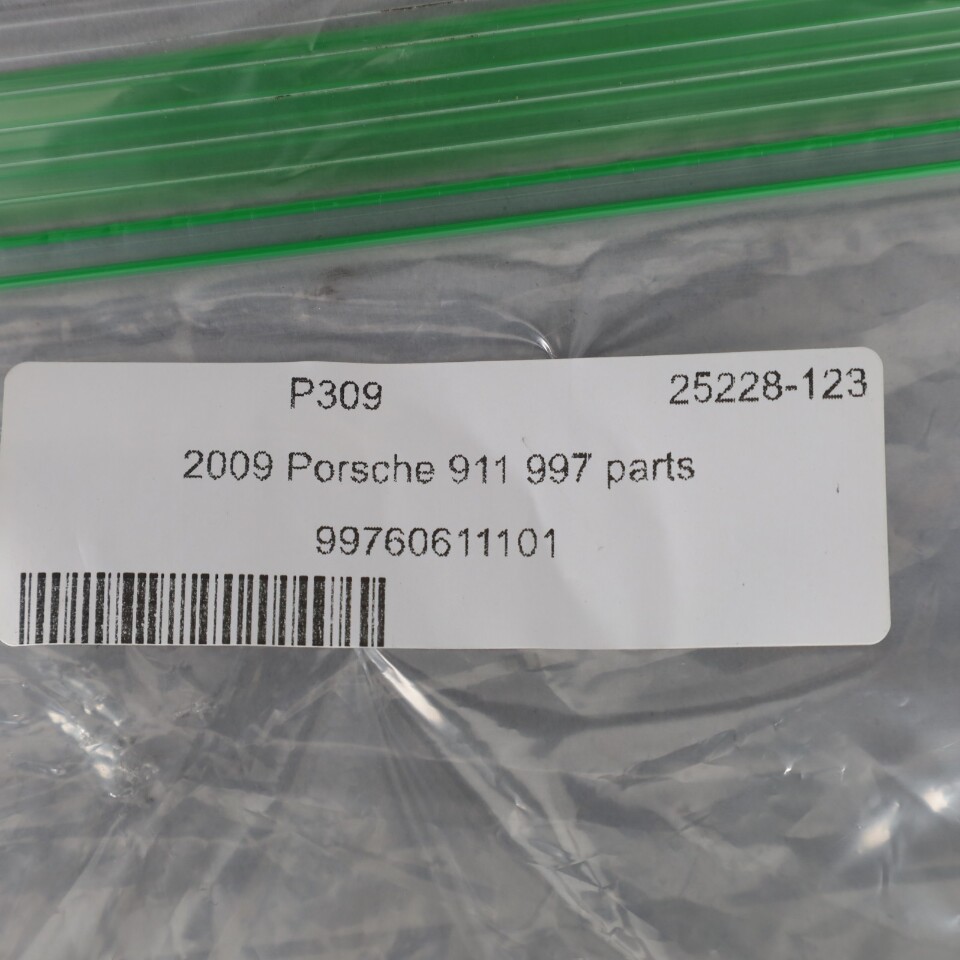 P309 25228-123
2009 Porsche 911 997 parts
99760611101